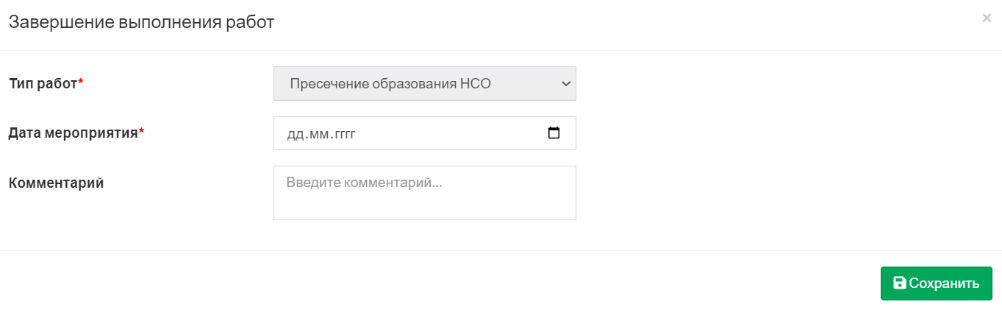 Завершение выполнения работ
×
Тип работ*
Пресечение образования НСО
Дата мероприятия*
дд.мм.гггг
Комментарий
Введите комментарий...
Сохранить